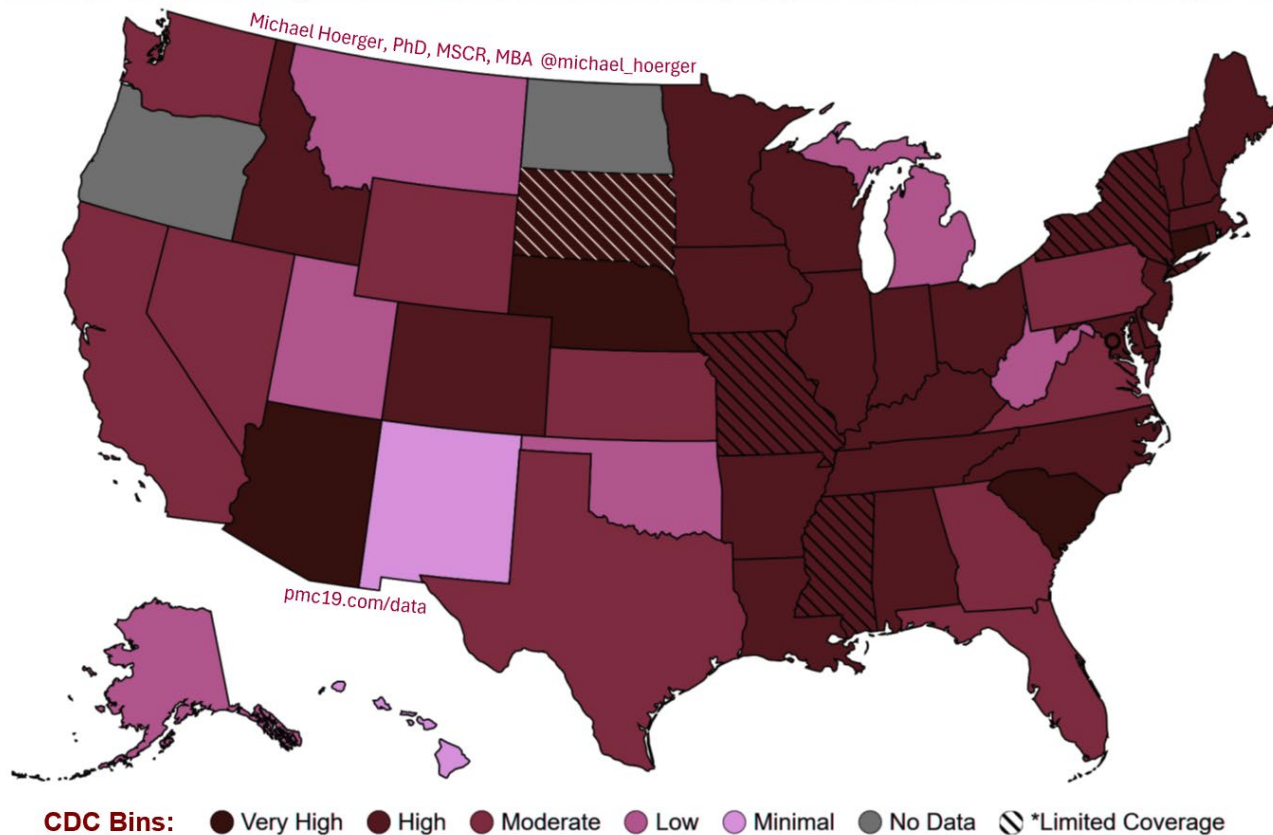 Michael Hoerger, PhD, MSCR, MBA @michael_hoerger
pmc19.com/data
CDC Bins: Very High High Moderate Low Minimal No Data *Limited Coverage